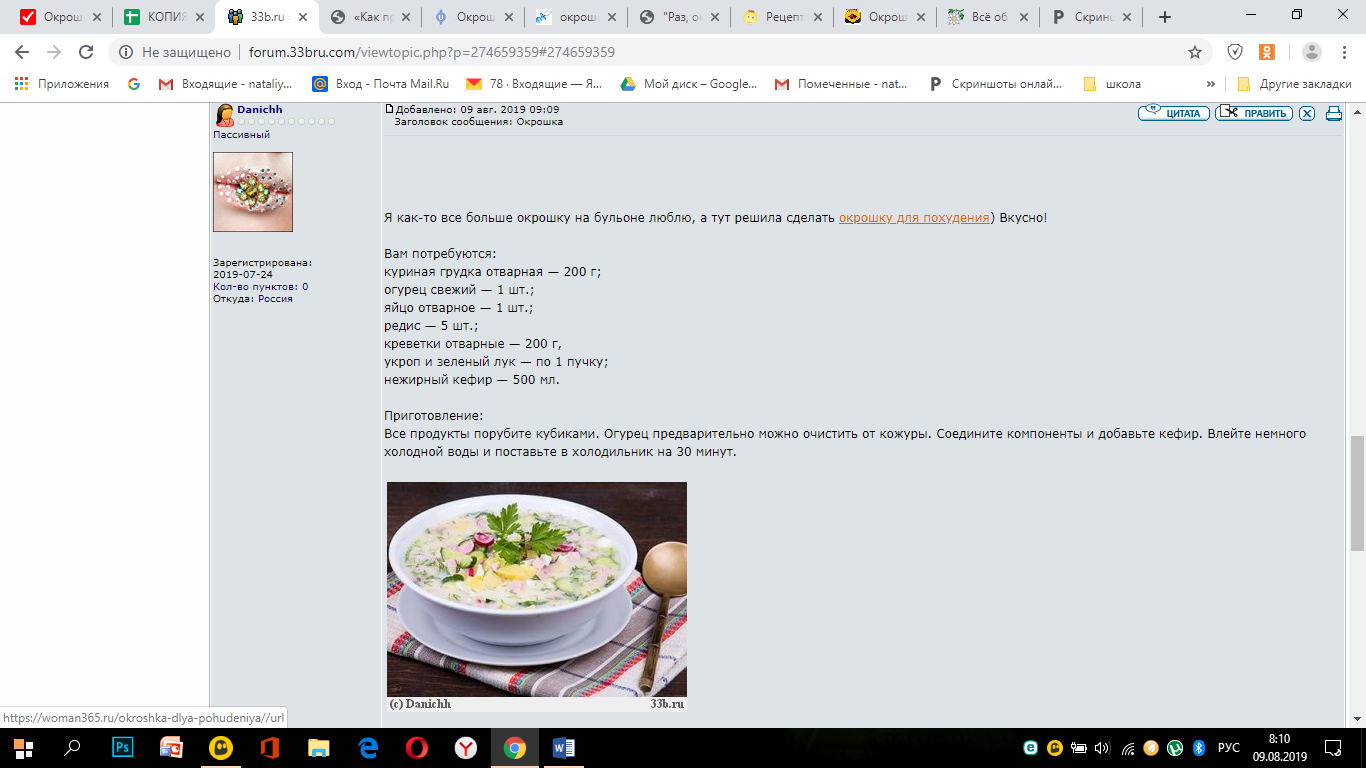 Окрош
КОПИЯ
33b.ru
«Как пр
Окрош
окрошк
"Раз, ок
Рецепт
Окрош
Всё об
Скринш
Не защищено
forum.33bru.com/viewtopic.php?p=274659359#274659359
Приложения
Входящие - nataliy...
Вход - Почта Mail.Ru
78 · Входящие — Я...
Мой диск – Google...
Помеченные - nat...
Скриншоты онлай...
школа
»
Другие закладки
Danichh
Пассивный
Зарегистрирована:
2019-07-24
Кол-во пунктов: 0
Откуда: Россия
Добавлено: 09 авг. 2019 09:09
Заголовок сообщения: Окрошка
ЦИТАТА
ПРАВИТЬ
Я как-то все больше окрошку на бульоне люблю, а тут решила сделать окрошку для похудения) Вкусно!
Вам потребуются:
куриная грудка отварная — 200 г;
огурец свежий — 1 шт.;
яйцо отварное — 1 шт.;
редис — 5 шт.;
креветки отварные — 200 г,
укроп и зеленый лук — по 1 пучку;
нежирный кефир — 500 мл.
Приготовление:
Все продукты порубите кубиками. Огурец предварительно можно очистить от кожуры. Соедините компоненты и добавьте кефир. Влейте немного
холодной воды и поставьте в холодильник на 30 минут.
(c) Danichh
33b.ru
https://woman365.ru/okroshka-dlya-pohudeniya//url
РУС
8:10
09.08.2019